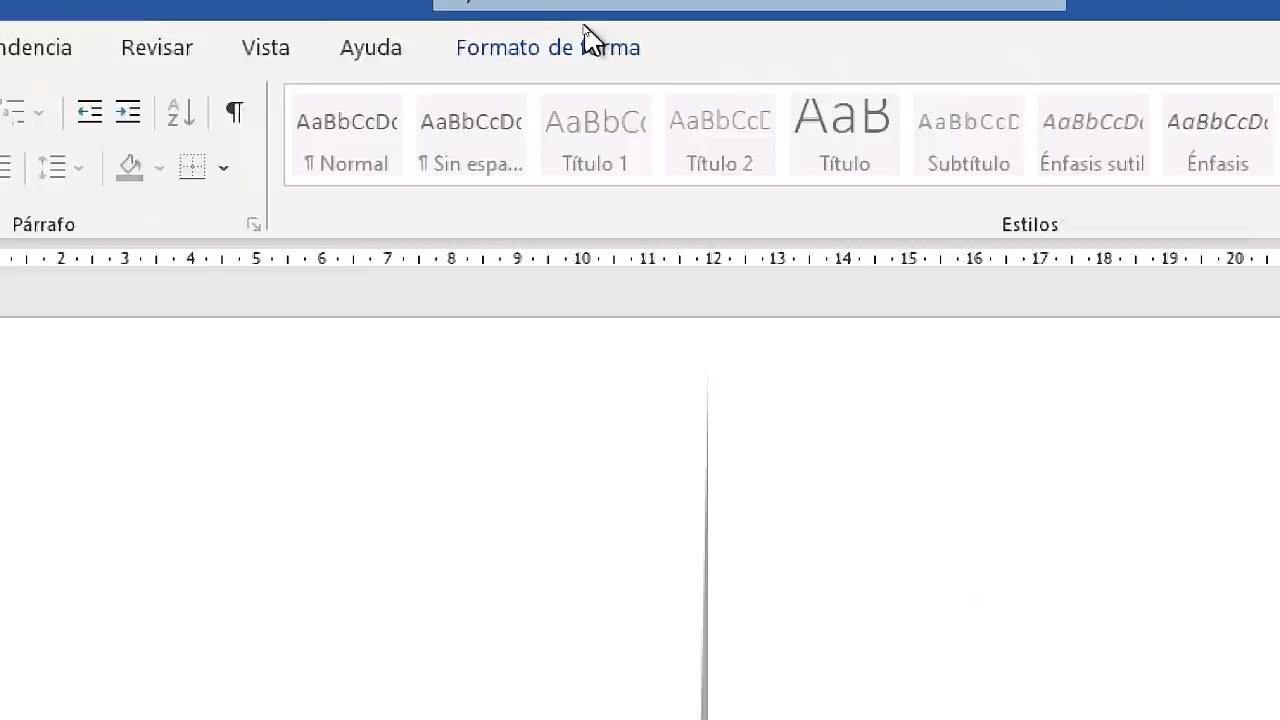 ndencia Revisar Vista Ayuda Formato de forma
AaBbCcDc AaBbCcDc AaBbC AaBbCcD AaB AaBbCcD AaBbCcDc AaBbCcDc
¶ Normal ¶ Sin espa... Título 1 Título 2 Título Subtítulo Énfasis sutil Énfasis
Párrafo Estilos
2 3 4 5 6 7 8 9 10 11 12 13 14 15 16 17 18 19 20